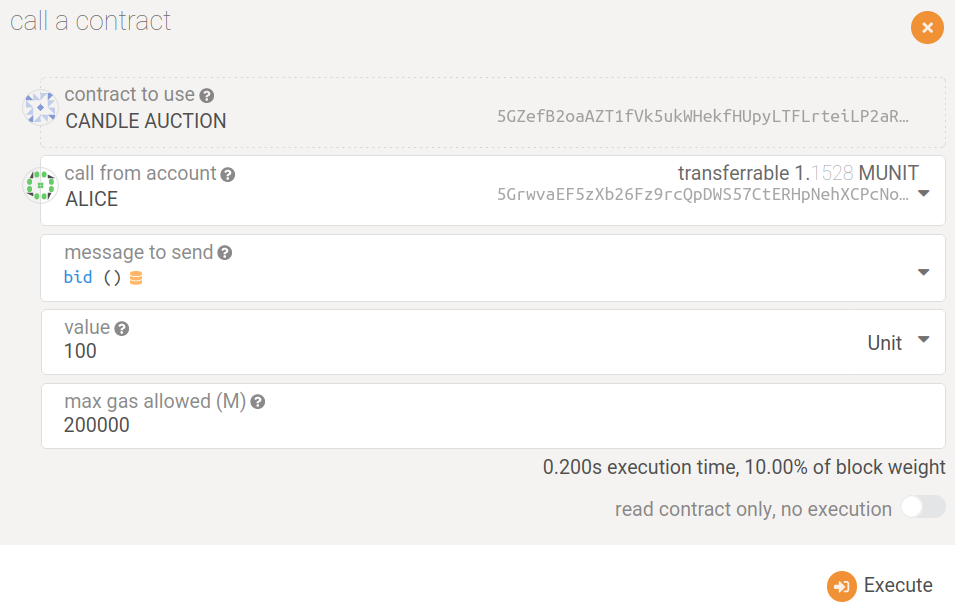 call a contract
contract to use
CANDLE AUCTION
5GZefB2oaAZT1fVk5ukWHekfHUpyLTFLrteiLP2aR…
call from account
transferrable 1.1528 MUNIT
ALICE
5GrwvaEF5zXb26Fz9rcQpDWS57CtERHpNehXCPcNo…
message to send
bid ()
value
100
Unit
max gas allowed (M)
200000
0.200s execution time, 10.00% of block weight
read contract only, no execution
Execute